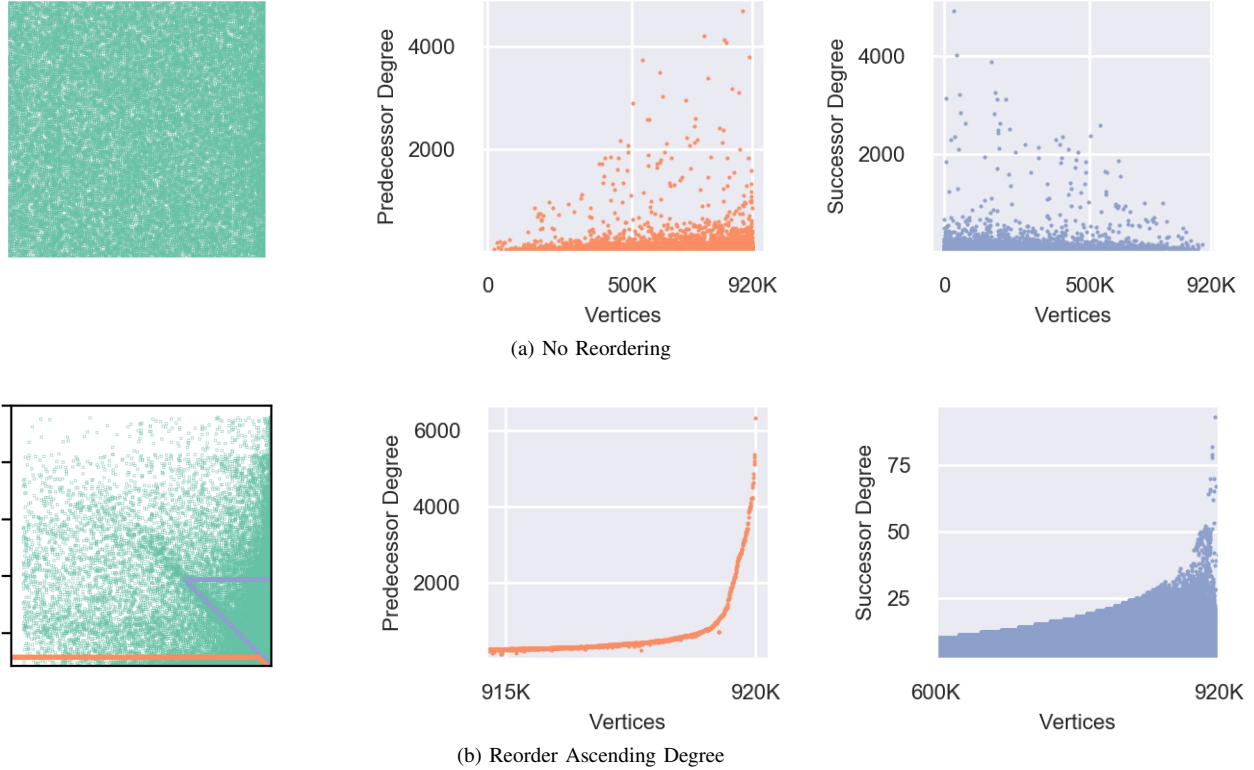 Predecessor Degree
4000
2000
0
500K
920K
Vertices
Successor Degree
4000
2000
0
500K
920K
Vertices
(a) No Reordering
Predecessor Degree
6000
4000
2000
915K
920K
Vertices
Successor Degree
75
50
25
600K
920K
Vertices
(b) Reorder Ascending Degree